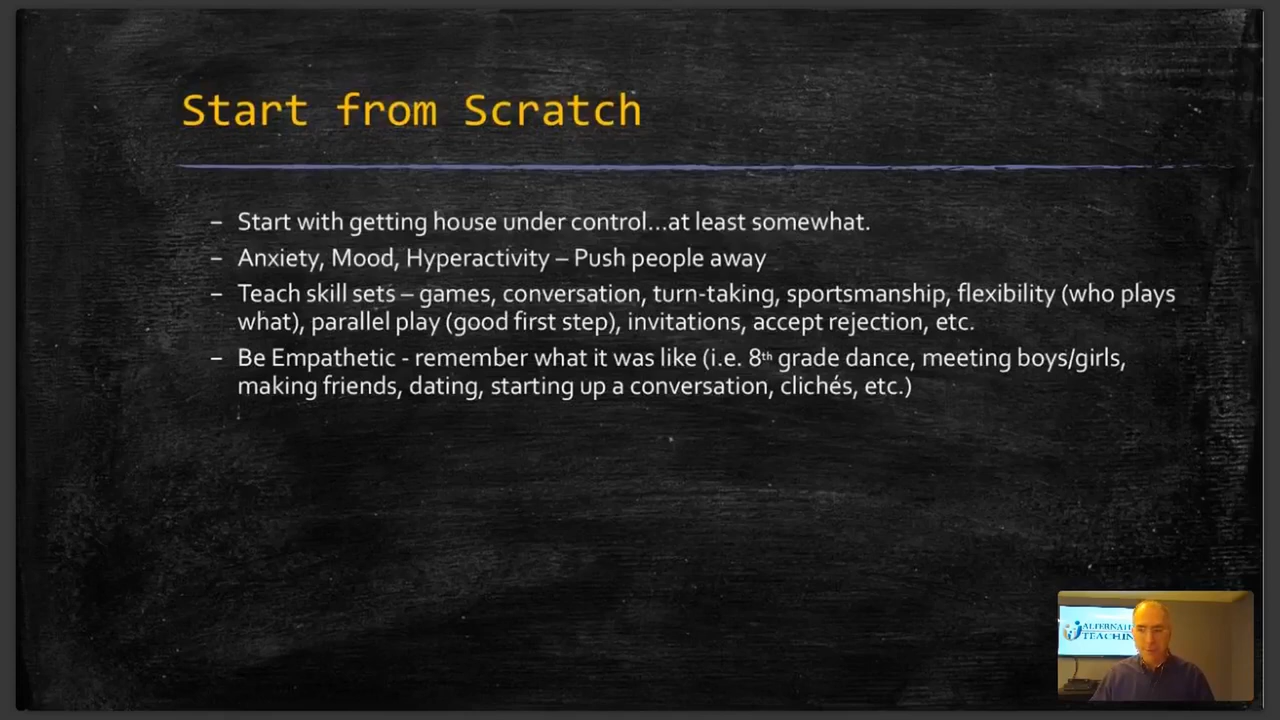 Start from Scratch
– Start with getting house under control...at least somewhat.
– Anxiety, Mood, Hyperactivity – Push people away
– Teach skill sets – games, conversation, turn-taking, sportsmanship, flexibility (who plays
what), parallel play (good first step), invitations, accept rejection, etc.
– Be Empathetic - remember what it was like (i.e. 8th grade dance, meeting boys/girls,
making friends, dating, starting up a conversation, clichés, etc.)